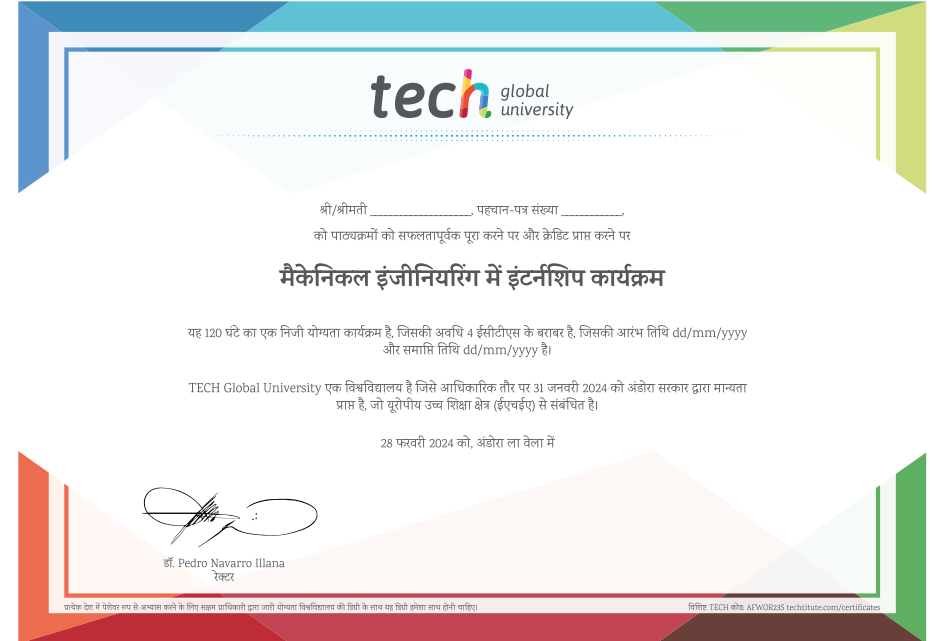 tech global university
श्री/श्रीमती ____________________, पहचान-पत्र संख्या ____________,
को पाठ्यक्रमों को सफलतापूर्वक पूरा करने पर और क्रेडिट प्राप्त करने पर
मैकेनिकल इंजीनियरिंग में इंटर्नशिप कार्यक्रम
यह 120 घंटे का एक निजी योग्यता कार्यक्रम है, जिसकी अवधि 4 ईसीटीएस के बराबर है, जिसकी आरंभ तिथि dd/mm/yyyy
और समाप्ति तिथि dd/mm/yyyy है।
TECH Global University एक विश्वविद्यालय है जिसे आधिकारिक तौर पर 31 जनवरी 2024 को अंडोरा सरकार द्वारा मान्यता
प्राप्त है, जो यूरोपीय उच्च शिक्षा क्षेत्र (ईएचईए) से संबंधित है।
28 फरवरी 2024 को, अंडोरा ला वेला में
डॉ. Pedro Navarro Illana
रेक्टर
प्रत्येक देश में पेशेवर रूप से अभ्यास करने के लिए सक्षम प्राधिकारी द्वारा जारी योग्यता विश्वविद्यालय की डिग्री के साथ यह डिग्री हमेशा साथ होनी चाहिए।
विशिष्ट TECH कोड: AFWOR23S techtitute.com/certificates